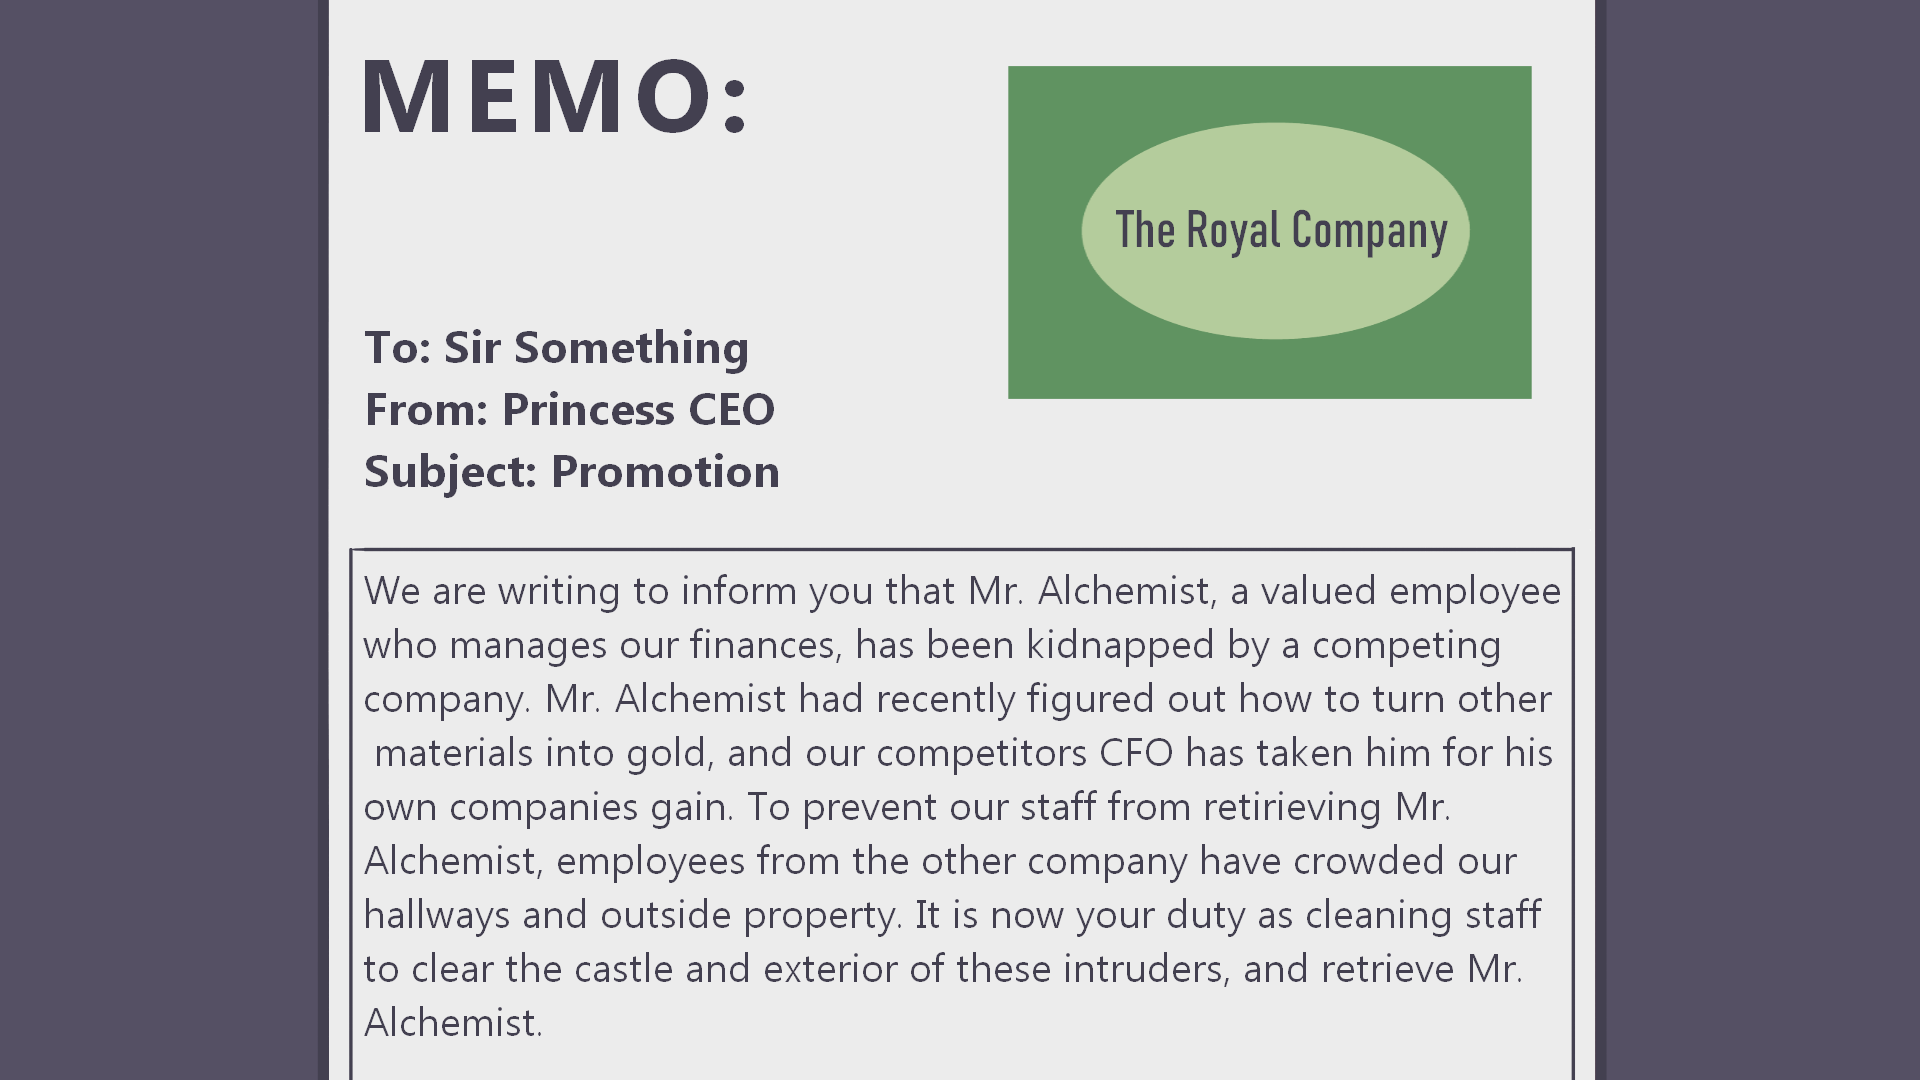 MEMO:
The Royal Company
To: Sir Something
From: Princess CEO
Subject: Promotion
We are writing to inform you that Mr. Alchemist, a valued employee
who manages our finances, has been kidnapped by a competing
company. Mr. Alchemist had recently figured out how to turn other
materials into gold, and our competitors CFO has taken him for his
own companies gain. To prevent our staff from retirieving Mr.
Alchemist, employees from the other company have crowded our
hallways and outside property. It is now your duty as cleaning staff
to clear the castle and exterior of these intruders, and retrieve Mr.
Alchemist.